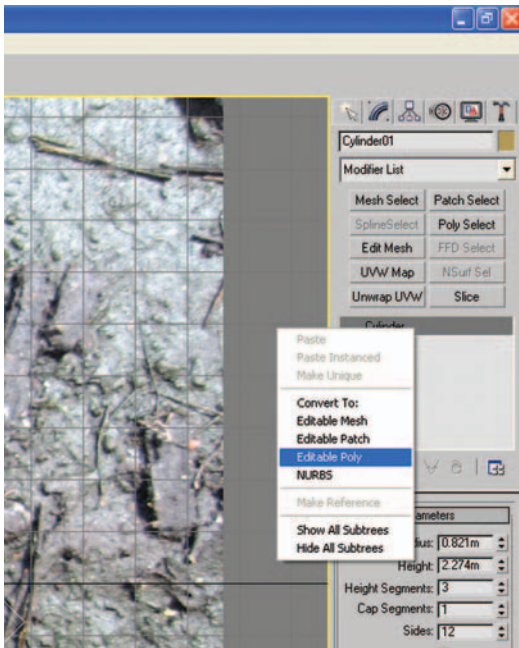 Cylinder01
Modifier List
Mesh Select Patch Select
SplineSelect Poly Select
Edit Mesh FFD Select
UVW Map NSurf Sel
Unwrap UVW Slice
Cylinder
Paste
Paste Instanced
Make Unique
Convert To:
Editable Mesh
Editable Patch
Editable Poly
NURBS
Make Reference
Show All Subtrees
Hide All Subtrees
ameters
dius: 0.821m
Height: 2.274m
Height Segments: 3
Cap Segments: 1
Sides: 12